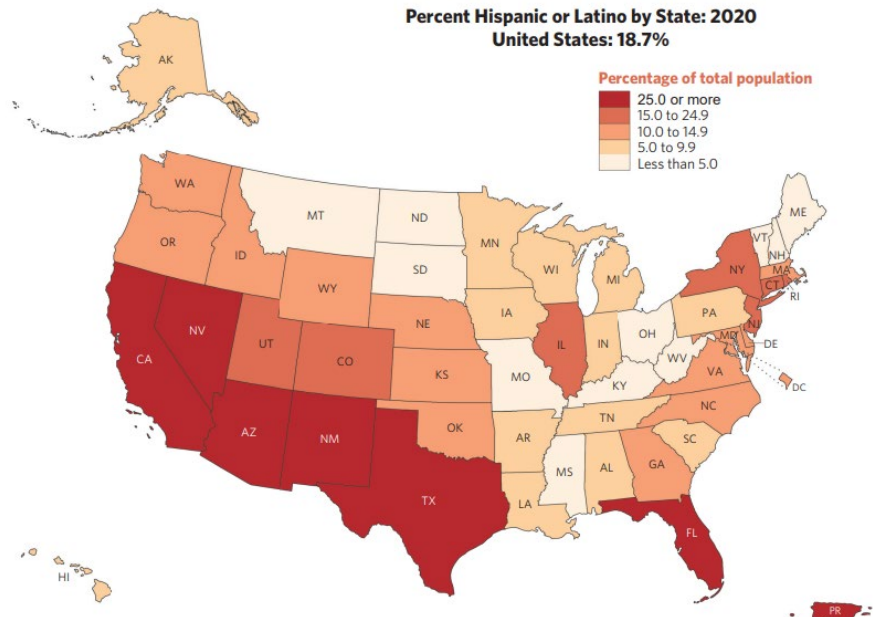 Percent Hispanic or Latino by State: 2020
United States: 18.7%
Percentage of total population
25.0 or more
15.0 to 24.9
10.0 to 14.9
5.0 to 9.9
Less than 5.0
AK
WA
MT
ND
MN
ME
VT
NH
OR
ID
SD
WI
MI
NY
MA
CT
RI
WY
IA
PA
NJ
NE
OH
IN
IL
MD
DE
NV
UT
CO
CA
KS
MO
WV
KY
VA
DC
NC
TN
OK
AR
SC
AZ
NM
MS
AL
GA
TX
LA
FL
HI
PR